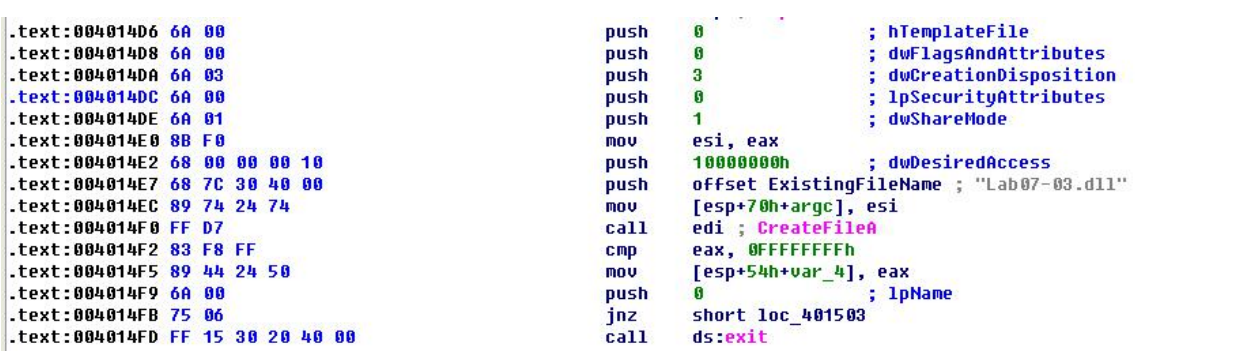 .text:004014D6 6A 00 push 0 ; hTemplateFile
.text:004014D8 6A 00 push 0 ; dwFlagsAndAttributes
.text:004014DA 6A 03 push 3 ; dwCreationDisposition
.text:004014DC 6A 00 push 0 ; lpSecurityAttributes
.text:004014DE 6A 01 push 1 ; dwShareMode
.text:004014E0 8B F0 mov esi, eax
.text:004014E2 68 00 00 00 10 push 10000000h ; dwDesiredAccess
.text:004014E7 68 7C 30 40 00 push offset ExistingFileName ; "Lab07-03.dll"
.text:004014EC 89 74 24 74 mov [esp+70h+argc], esi
.text:004014F0 FF D7 call edi ; CreateFileA
.text:004014F2 83 F8 FF cmp eax, 0FFFFFFFFh
.text:004014F5 89 44 24 50 mov [esp+54h+var_4], eax
.text:004014F9 6A 00 push 0 ; lpName
.text:004014FB 75 06 jnz short loc_401503
.text:004014FD FF 15 30 20 40 00 call ds:exit